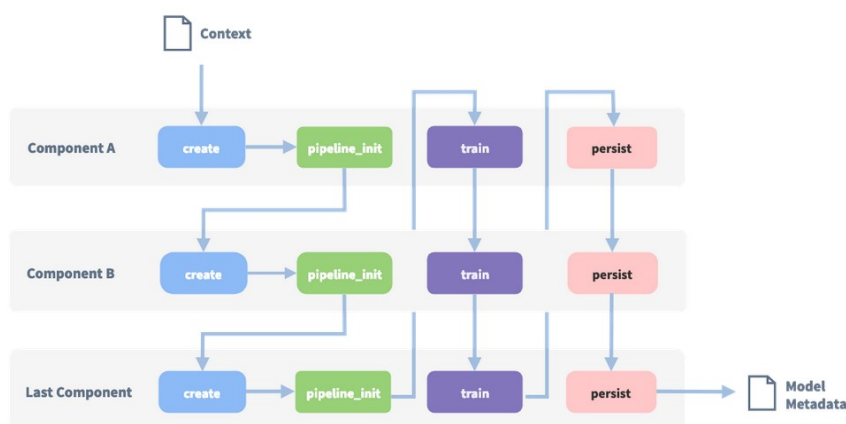 Context
Component A
create
pipeline_init
train
persist
Component B
create
pipeline_init
train
persist
Last Component
create
pipeline_init
train
persist
Model
Metadata